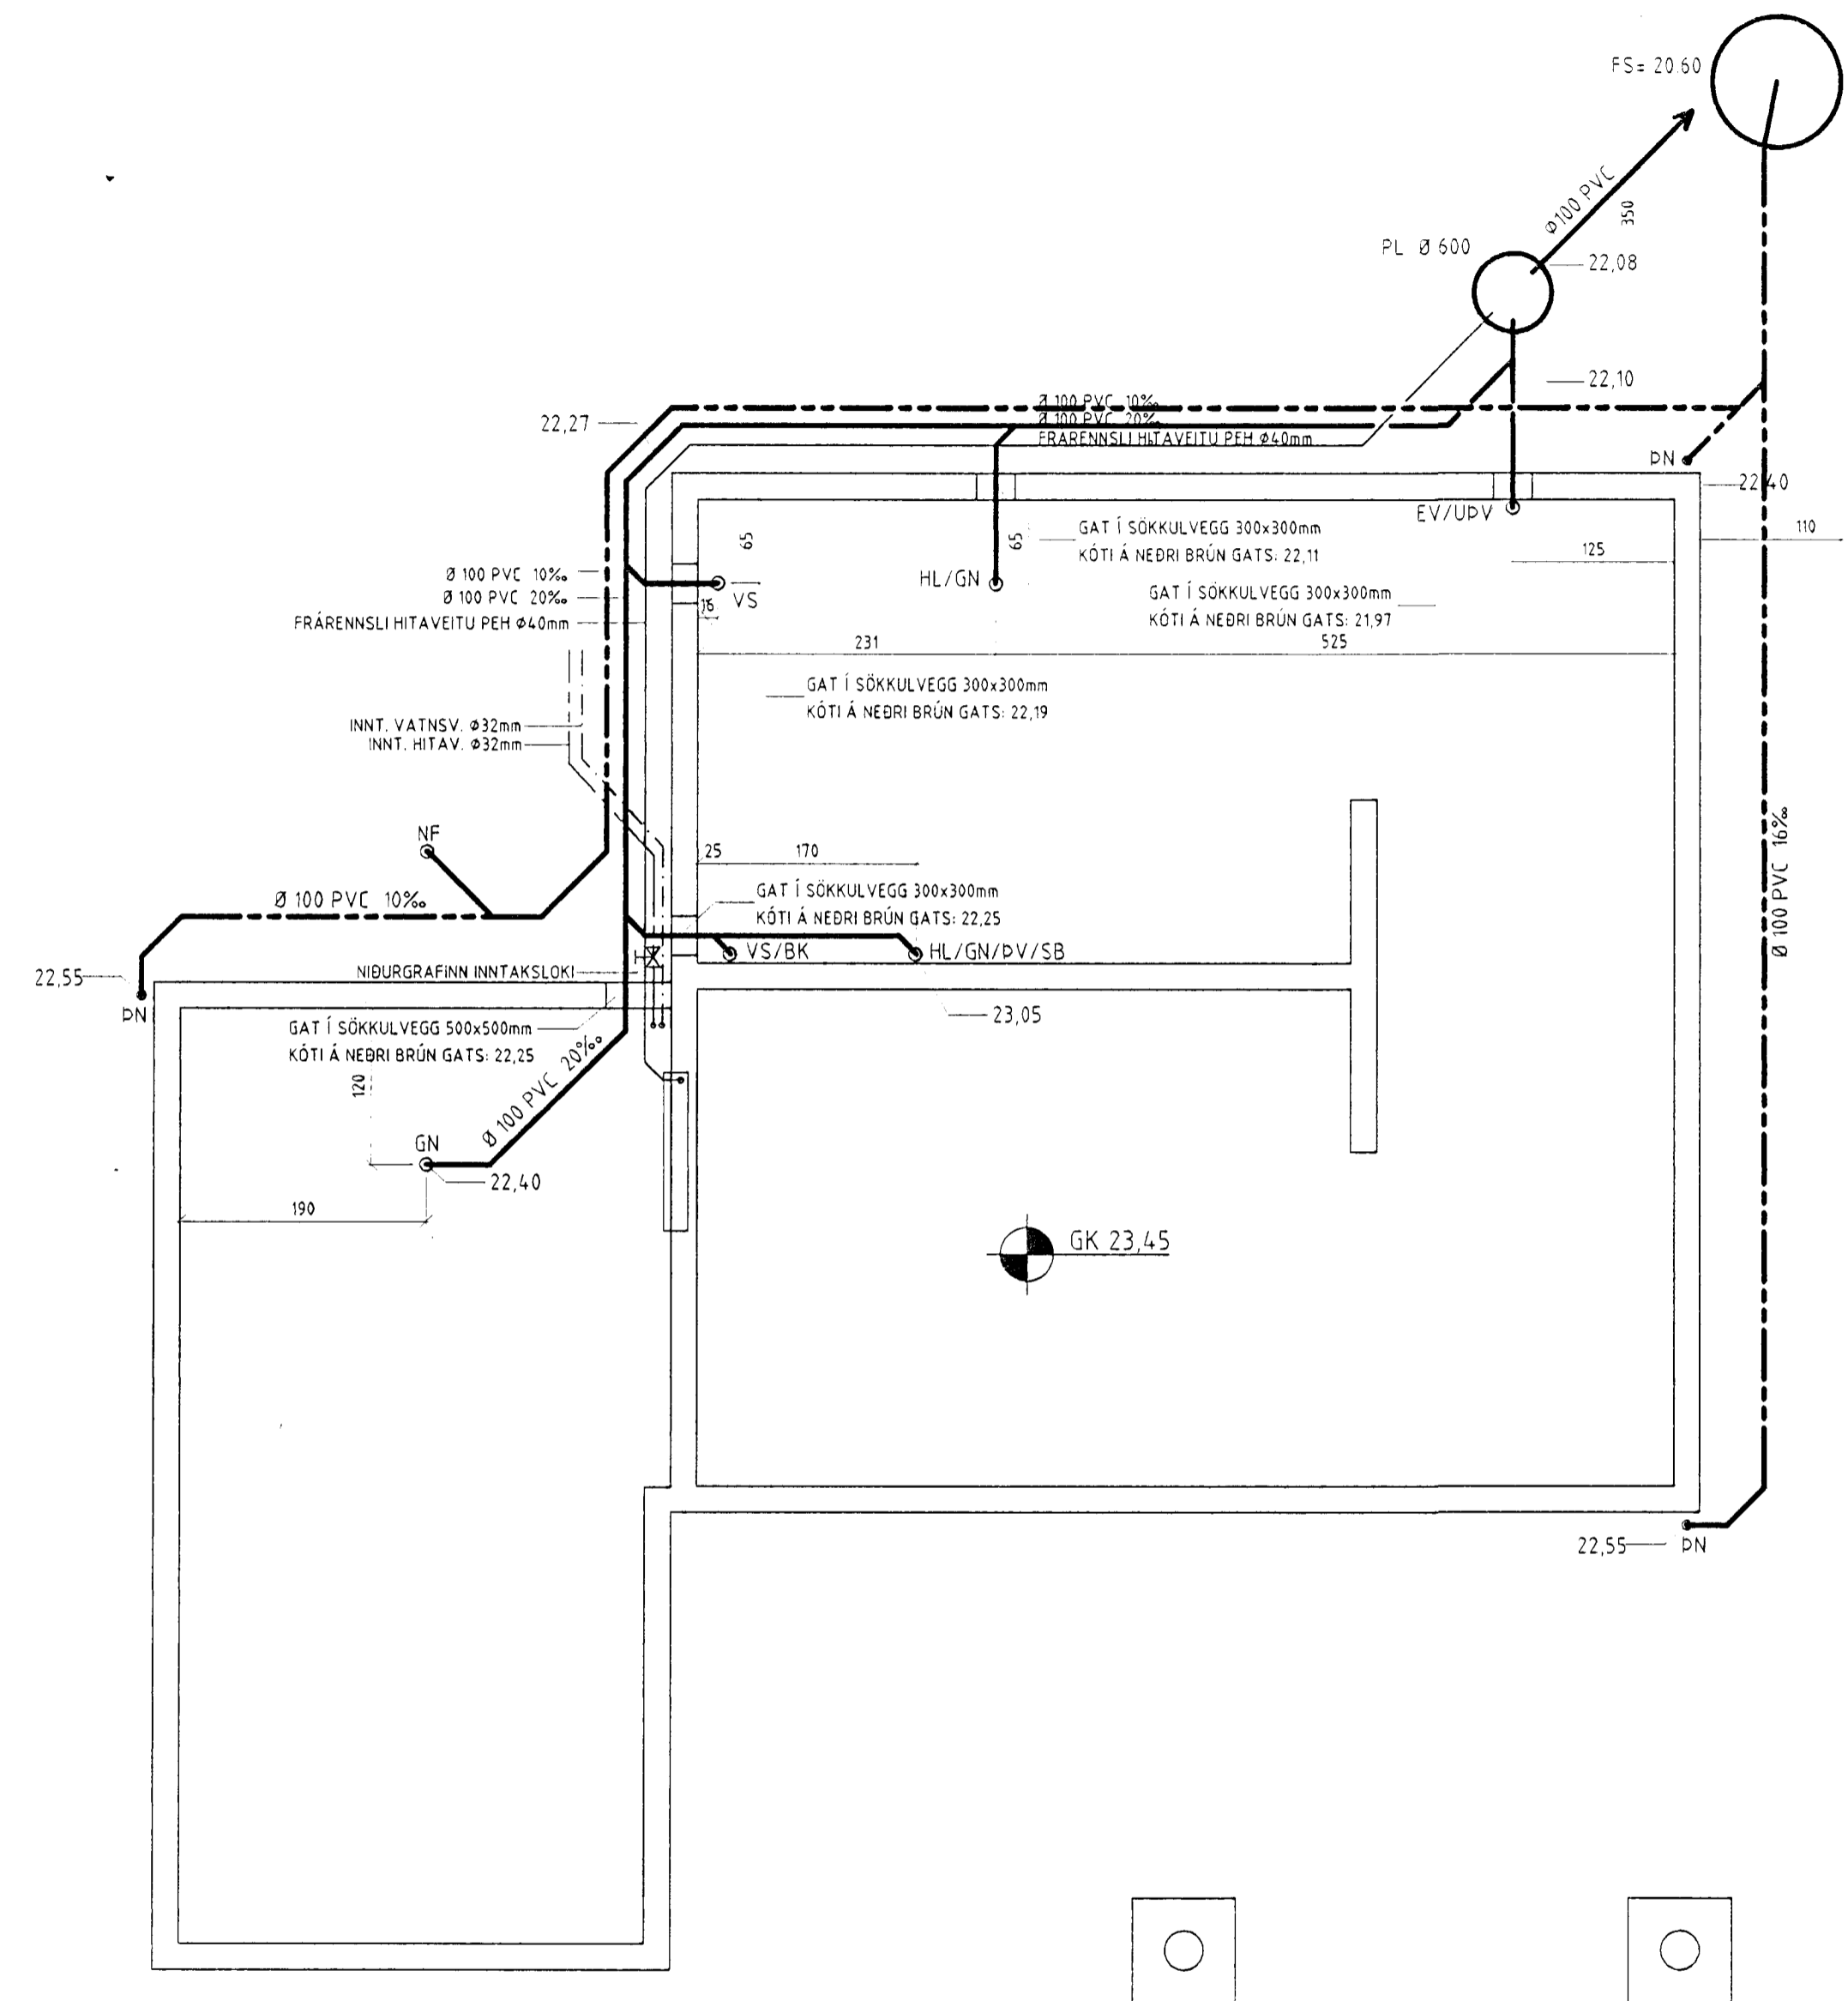 FS= 20.60
Ø100 PVC
350
PL Ø 600
22,08
22,10
22,27
Ø 100 PVC 10‰
Ø 100 PVC 20‰
FRÁRENNSLI HITAVEITU PEH Ø40mm
ÞN
22,40
EV/UÞV
110
125
65
65
GAT Í SÖKKULVEGG 300x300mm
KÓTI Á NEÐRI BRÚN GATS: 22,11
HL/GN
Ø 100 PVC 10‰
Ø 100 PVC 20‰
FRÁRENNSLI HITAVEITU PEH Ø40mm
VS
16
GAT Í SÖKKULVEGG 300x300mm
KÓTI Á NEÐRI BRÚN GATS: 21,97
231
525
GAT Í SÖKKULVEGG 300x300mm
KÓTI Á NEÐRI BRÚN GATS: 22,19
INNT. VATNSV. Ø32mm
INNT. HITAV. Ø32mm
NF
25
170
Ø 100 PVC 16‰
Ø 100 PVC 10‰
GAT Í SÖKKULVEGG 300x300mm
KÓTI Á NEÐRI BRÚN GATS: 22,25
VS/BK
HL/GN/ÞV/SB
NIÐURGRAFINN INNTAKSLOKI
22,55
ÞN
23,05
GAT Í SÖKKULVEGG 500x500mm
KÓTI Á NEÐRI BRÚN GATS: 22,25
120
Ø 100 PVC 20‰
GN
22,40
190
GK 23,45
22,55
ÞN